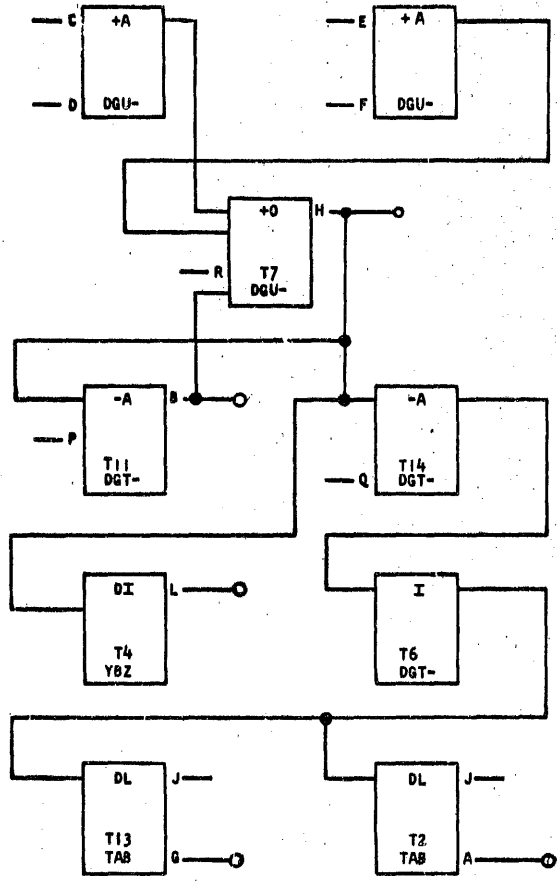 C +A
D DGU-
E +A
F DGU-
+O H
R T7
DGU-
-A B
P
T11
DGT-
-A
Q T14
DGT-
DI L
T4
YBZ
I
T6
DGT-
DL J
T13
TAB G
DL J
T2
TAB A